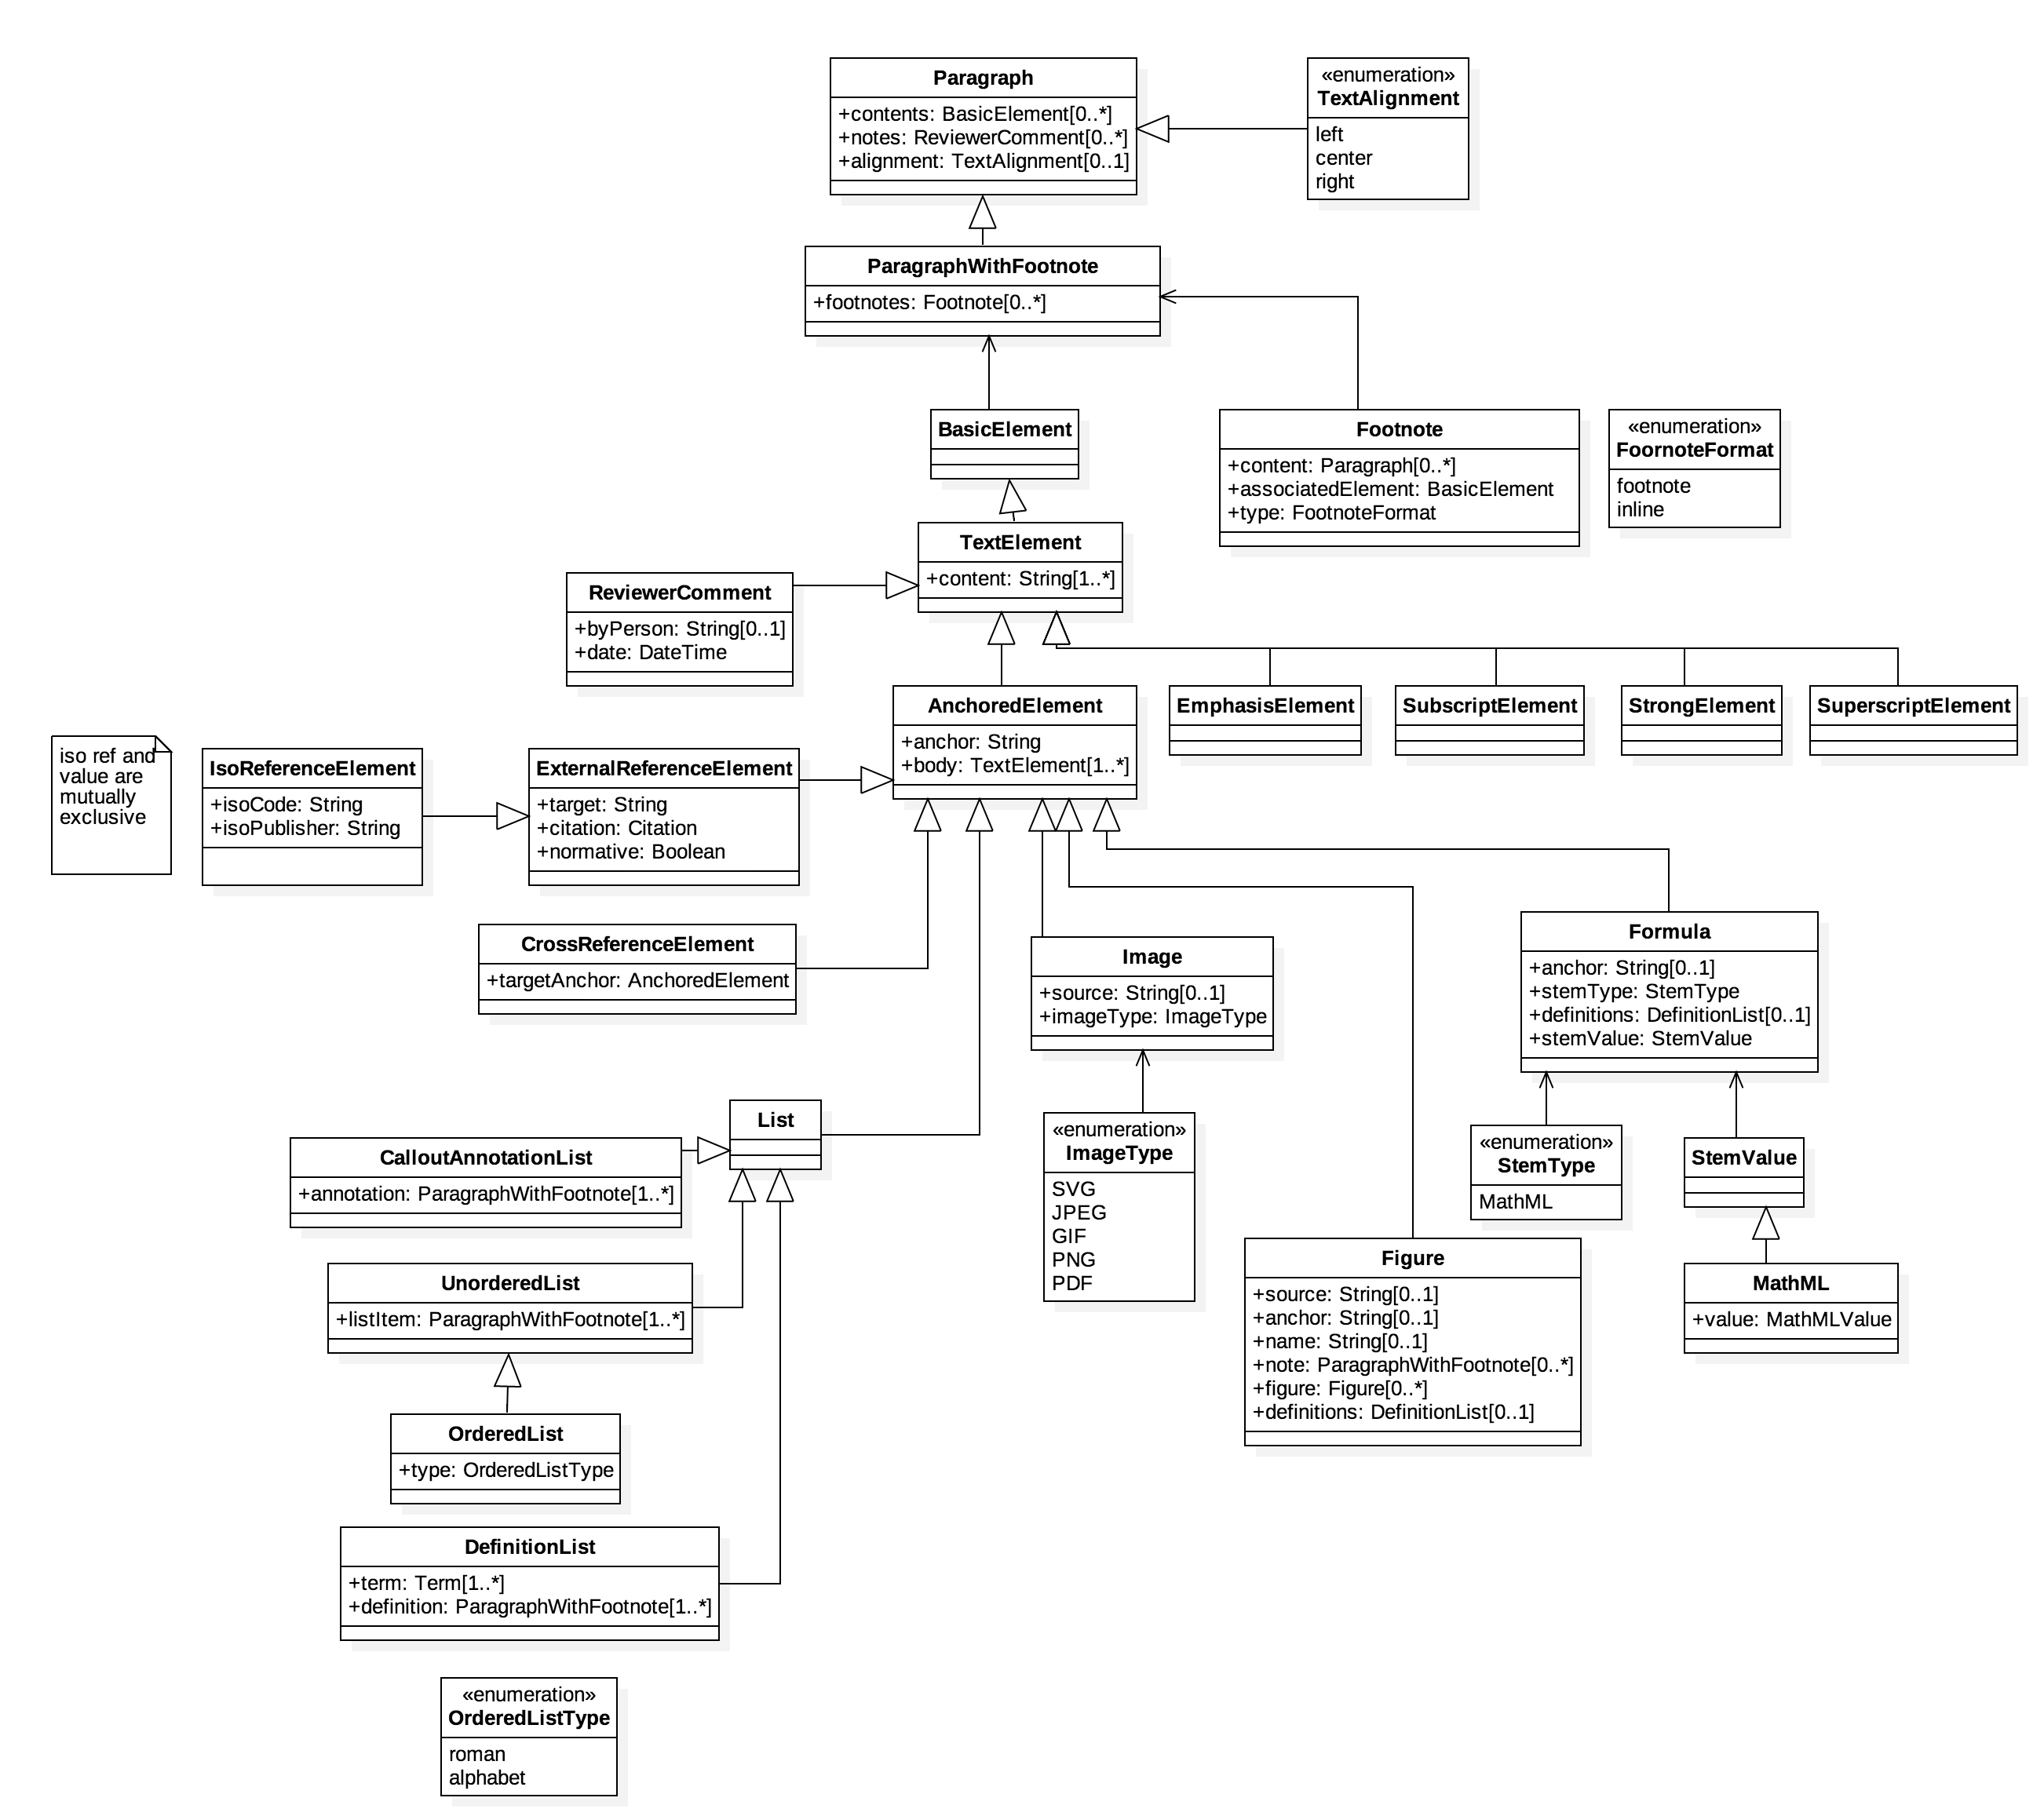 Paragraph
+contents: BasicElement[0..*]
+notes: ReviewerComment[0..*]
+alignment: TextAlignment[0..1]
«enumeration»
TextAlignment
left
center
right
ParagraphWithFootnote
+footnotes: Footnote[0..*]
BasicElement
Footnote
+content: Paragraph[0..*]
+associatedElement: BasicElement
+type: FootnoteFormat
«enumeration»
FoornoteFormat
footnote
inline
TextElement
+content: String[1..*]
ReviewerComment
+byPerson: String[0..1]
+date: DateTime
AnchoredElement
+anchor: String
+body: TextElement[1..*]
EmphasisElement
SubscriptElement
StrongElement
SuperscriptElement
iso ref and
value are
mutually
exclusive
IsoReferenceElement
+isoCode: String
+isoPublisher: String
ExternalReferenceElement
+target: String
+citation: Citation
+normative: Boolean
CrossReferenceElement
+targetAnchor: AnchoredElement
Image
+source: String[0..1]
+imageType: ImageType
Formula
+anchor: String[0..1]
+stemType: StemType
+definitions: DefinitionList[0..1]
+stemValue: StemValue
List
CalloutAnnotationList
+annotation: ParagraphWithFootnote[1..*]
«enumeration»
ImageType
SVG
JPEG
GIF
PNG
PDF
«enumeration»
StemType
MathML
StemValue
UnorderedList
+listItem: ParagraphWithFootnote[1..*]
Figure
+source: String[0..1]
+anchor: String[0..1]
+name: String[0..1]
+note: ParagraphWithFootnote[0..*]
+figure: Figure[0..*]
+definitions: DefinitionList[0..1]
MathML
+value: MathMLValue
OrderedList
+type: OrderedListType
DefinitionList
+term: Term[1..*]
+definition: ParagraphWithFootnote[1..*]
«enumeration»
OrderedListType
roman
alphabet